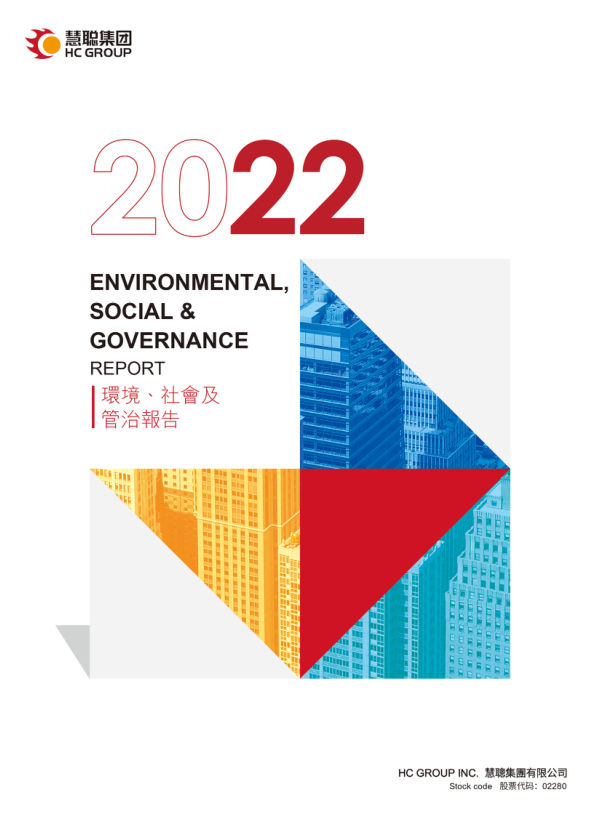 慧聪集团
HC GROUP
2022
ENVIRONMENTAL,
SOCIAL &
GOVERNANCE
REPORT
環境、社會及
管治報告
HC GROUP INC. 慧聰集團有限公司
Stock code 股票代码：02280